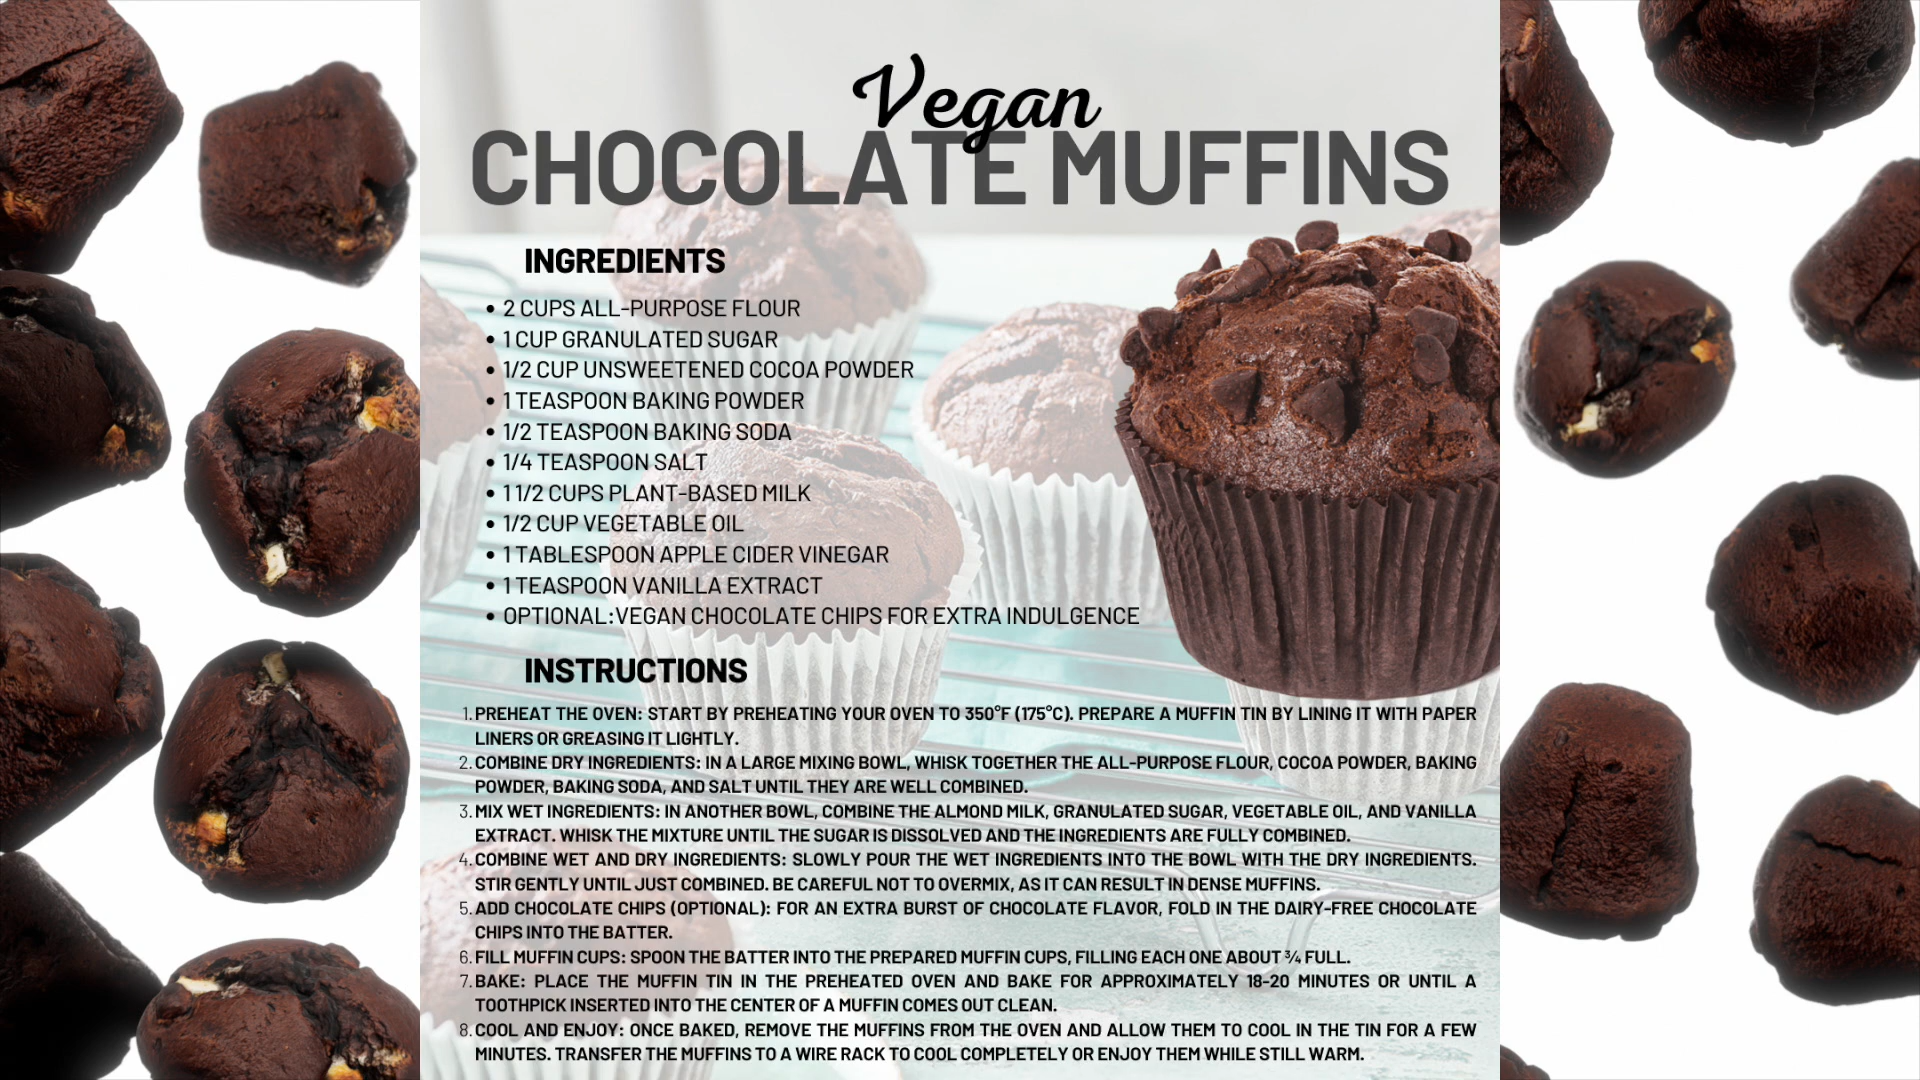 Vegan
CHOCOLATE MUFFINS
INGREDIENTS
• 2 CUPS ALL-PURPOSE FLOUR
• 1 CUP GRANULATED SUGAR
• 1/2 CUP UNSWEETENED COCOA POWDER
• 1 TEASPOON BAKING POWDER
• 1/2 TEASPOON BAKING SODA
• 1/4 TEASPOON SALT
• 1 1/2 CUPS PLANT-BASED MILK
• 1/2 CUP VEGETABLE OIL
• 1 TABLESPOON APPLE CIDER VINEGAR
• 1 TEASPOON VANILLA EXTRACT
• OPTIONAL:VEGAN CHOCOLATE CHIPS FOR EXTRA INDULGENCE
INSTRUCTIONS
1. PREHEAT THE OVEN: START BY PREHEATING YOUR OVEN TO 350°F (175°C). PREPARE A MUFFIN TIN BY LINING IT WITH PAPER
LINERS OR GREASING IT LIGHTLY.
2. COMBINE DRY INGREDIENTS: IN A LARGE MIXING BOWL, WHISK TOGETHER THE ALL-PURPOSE FLOUR, COCOA POWDER, BAKING
POWDER, BAKING SODA, AND SALT UNTIL THEY ARE WELL COMBINED.
3. MIX WET INGREDIENTS: IN ANOTHER BOWL, COMBINE THE ALMOND MILK, GRANULATED SUGAR, VEGETABLE OIL, AND VANILLA
EXTRACT. WHISK THE MIXTURE UNTIL THE SUGAR IS DISSOLVED AND THE INGREDIENTS ARE FULLY COMBINED.
4. COMBINE WET AND DRY INGREDIENTS: SLOWLY POUR THE WET INGREDIENTS INTO THE BOWL WITH THE DRY INGREDIENTS.
STIR GENTLY UNTIL JUST COMBINED. BE CAREFUL NOT TO OVERMIX, AS IT CAN RESULT IN DENSE MUFFINS.
5. ADD CHOCOLATE CHIPS (OPTIONAL): FOR AN EXTRA BURST OF CHOCOLATE FLAVOR, FOLD IN THE DAIRY-FREE CHOCOLATE
CHIPS INTO THE BATTER.
6. FILL MUFFIN CUPS: SPOON THE BATTER INTO THE PREPARED MUFFIN CUPS, FILLING EACH ONE ABOUT ¾ FULL.
7. BAKE: PLACE THE MUFFIN TIN IN THE PREHEATED OVEN AND BAKE FOR APPROXIMATELY 18-20 MINUTES OR UNTIL A
TOOTHPICK INSERTED INTO THE CENTER OF A MUFFIN COMES OUT CLEAN.
8. COOL AND ENJOY: ONCE BAKED, REMOVE THE MUFFINS FROM THE OVEN AND ALLOW THEM TO COOL IN THE TIN FOR A FEW
MINUTES. TRANSFER THE MUFFINS TO A WIRE RACK TO COOL COMPLETELY OR ENJOY THEM WHILE STILL WARM.